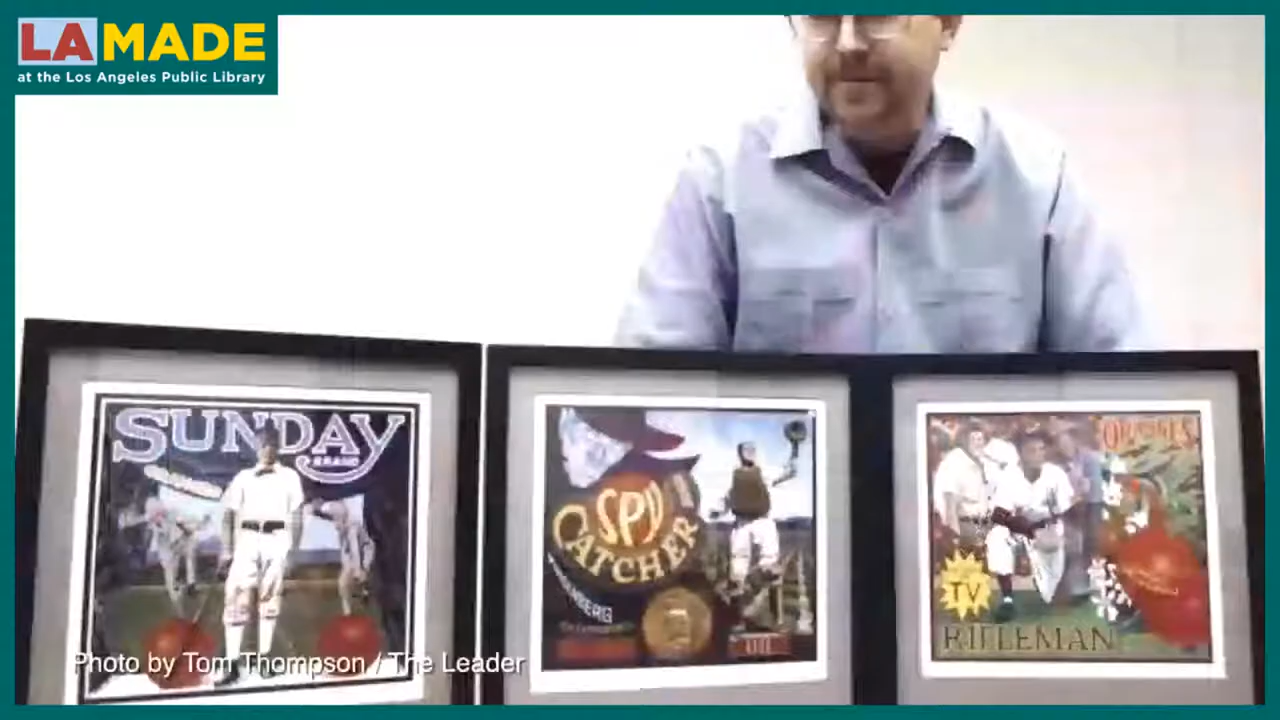 LA MADE
at the Los Angeles Public Library
SUNDAY
BRAND
SPY
CATCHER
ORANGES
TV
RIFLEMAN
Photo by Tom Thompson / The Leader